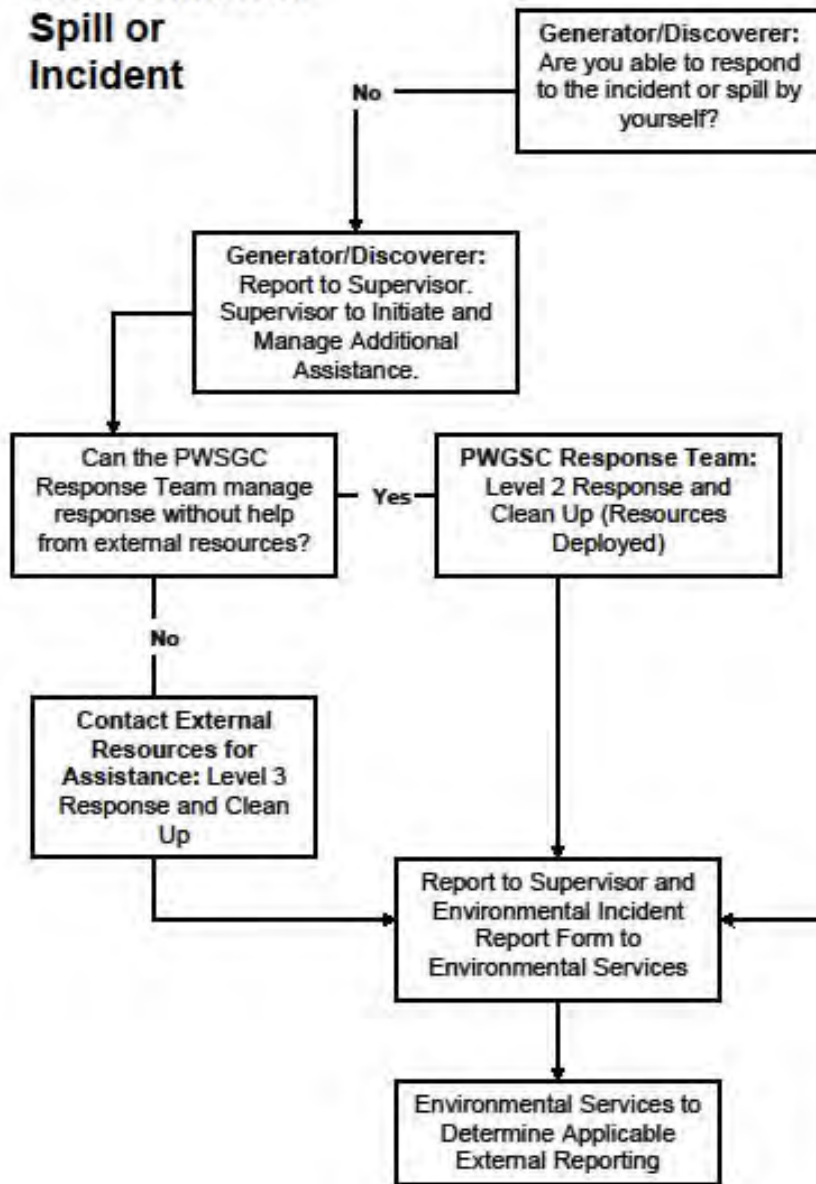 Spill or
Incident
Generator/Discoverer:
Are you able to respond
to the incident or spill by
yourself?
No
Generator/Discoverer:
Report to Supervisor.
Supervisor to Initiate and
Manage Additional
Assistance.
Can the PWSGC
Response Team manage
response without help
from external resources?
Yes
PWGSC Response Team:
Level 2 Response and
Clean Up (Resources
Deployed)
No
Contact External
Resources for
Assistance: Level 3
Response and Clean
Up
Report to Supervisor and
Environmental Incident
Report Form to
Environmental Services
Environmental Services to
Determine Applicable
External Reporting